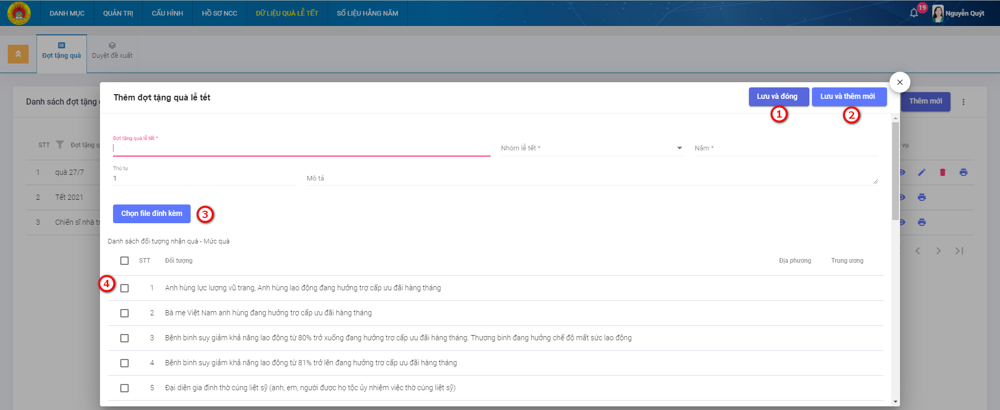 DANH MỤC QUẢN TRỊ CẤU HÌNH HỒ SƠ NCC DỮ LIỆU QUÀ LỄ TẾT SỐ LIỆU HẰNG NĂM 19 Nguyễn Quýt
Đợt tặng quà Duyệt đề xuất
Danh sách đợt tặng Thêm mới
Thêm đợt tặng quà lễ tết Lưu và đóng Lưu và thêm mới
1 2
STT Đợt tặng q vụ
Đợt tặng quà lễ tết *
Nhóm lễ tết * Năm *
1 quà 27/7
Thứ tự
1 Mô tả
2 Tết 2021
Chọn file đính kèm 3
3 Chiến sĩ nhà tr
Danh sách đối tượng nhận quà - Mức quà
STT Đối tượng Địa phương Trung ương
4
1 Anh hùng lực lượng vũ trang, Anh hùng lao động đang hưởng trợ cấp ưu đãi hàng tháng
2 Bà mẹ Việt Nam anh hùng đang hưởng trợ cấp ưu đãi hàng tháng
3 Bệnh binh suy giảm khả năng lao động từ 80% trở xuống đang hưởng trợ cấp ưu đãi hàng tháng. Thương binh đang hưởng chế độ mất sức lao động
4 Bệnh binh suy giảm khả năng lao động từ 81% trở lên đang hưởng trợ cấp ưu đãi hàng tháng
5 Đại diện gia đình thờ cúng liệt sỹ (anh, em, người được họ tộc ủy nhiệm việc thờ cúng liệt sỹ)